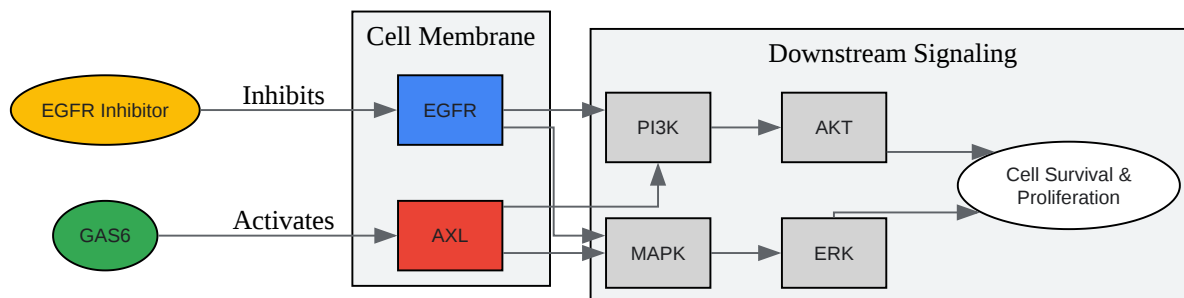 Cell Membrane
Downstream Signaling
EGFR Inhibitor
Inhibits
EGFR
PI3K
AKT
Cell Survival &
Proliferation
GAS6
Activates
AXL
MAPK
ERK